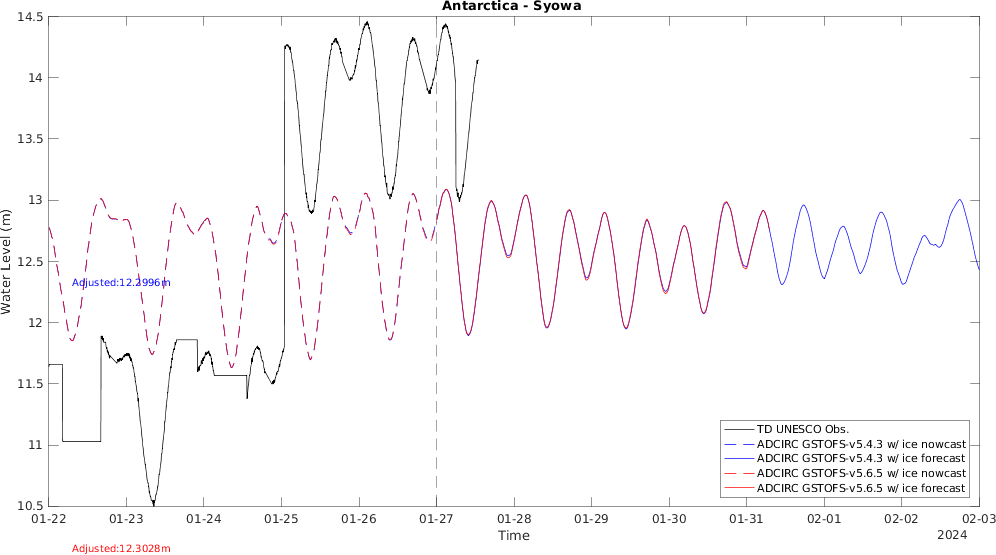 Antarctica - Syowa
14.5
14
13.5
13
12.5
12
11.5
11
10.5
Water Level (m)
Adjusted:12.2996m
TD UNESCO Obs.
ADCIRC GSTOFS-v5.4.3 w/ ice nowcast
ADCIRC GSTOFS-v5.4.3 w/ ice forecast
ADCIRC GSTOFS-v5.6.5 w/ ice nowcast
ADCIRC GSTOFS-v5.6.5 w/ ice forecast
01-22 01-23 01-24 01-25 01-26 01-27 01-28 01-29 01-30 01-31 02-01 02-02 02-03
Time
2024
Adjusted:12.3028m